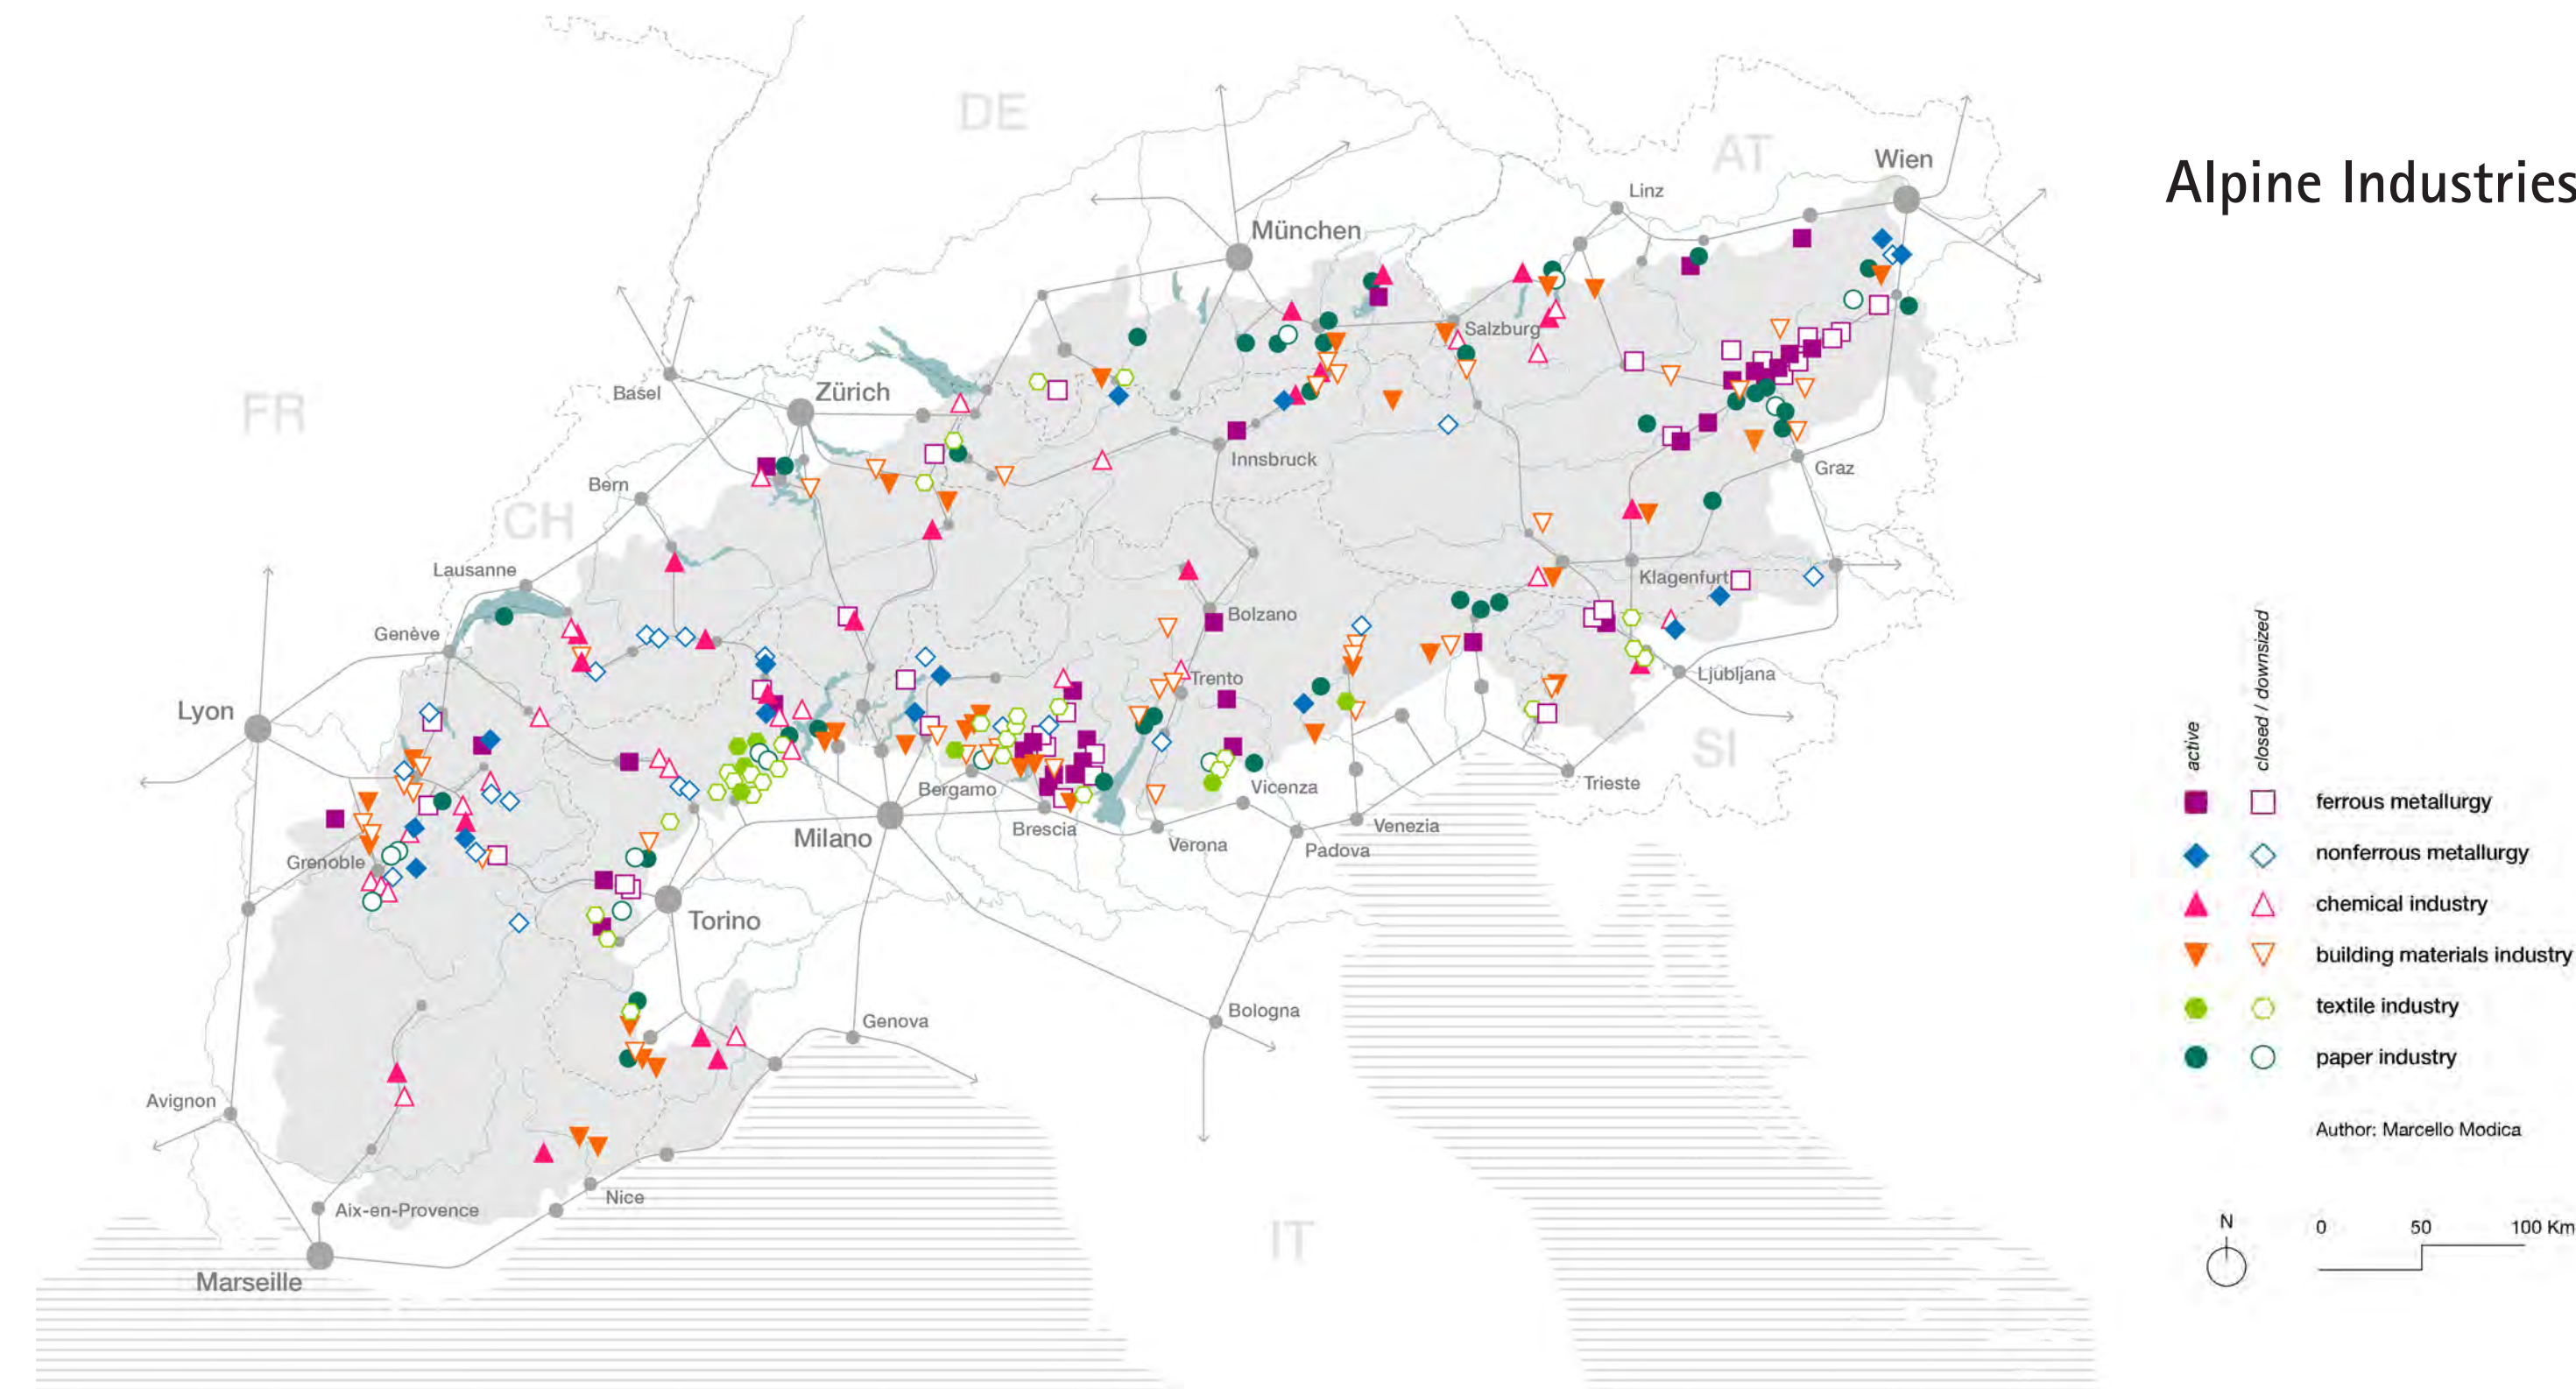 DE
AT
Wien
Alpine Industries
Linz
München
Salzburg
FR
Basel
Zürich
Innsbruck
Graz
Bern
CH
Lausanne
Klagenfurt
Bolzano
Genève
Trento
Ljubljana
Lyon
SI
Trieste
Bergamo
Vicenza
Milano
Brescia
Verona
Venezia
Padova
Grenoble
Torino
Bologna
Genova
Avignon
Nice
Aix-en-Provence
IT
Marseille
active
closed / downsized
ferrous metallurgy
nonferrous metallurgy
chemical industry
building materials industry
textile industry
paper industry
Author: Marcello Modica
N
0 50 100 Km